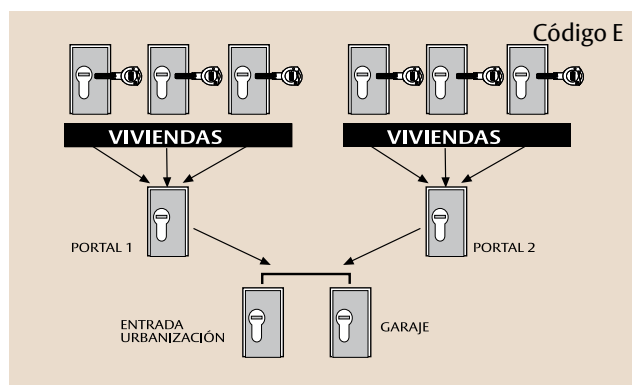 Código E
VIVIENDAS
VIVIENDAS
PORTAL 1
PORTAL 2
ENTRADA
URBANIZACIÓN
GARAJE